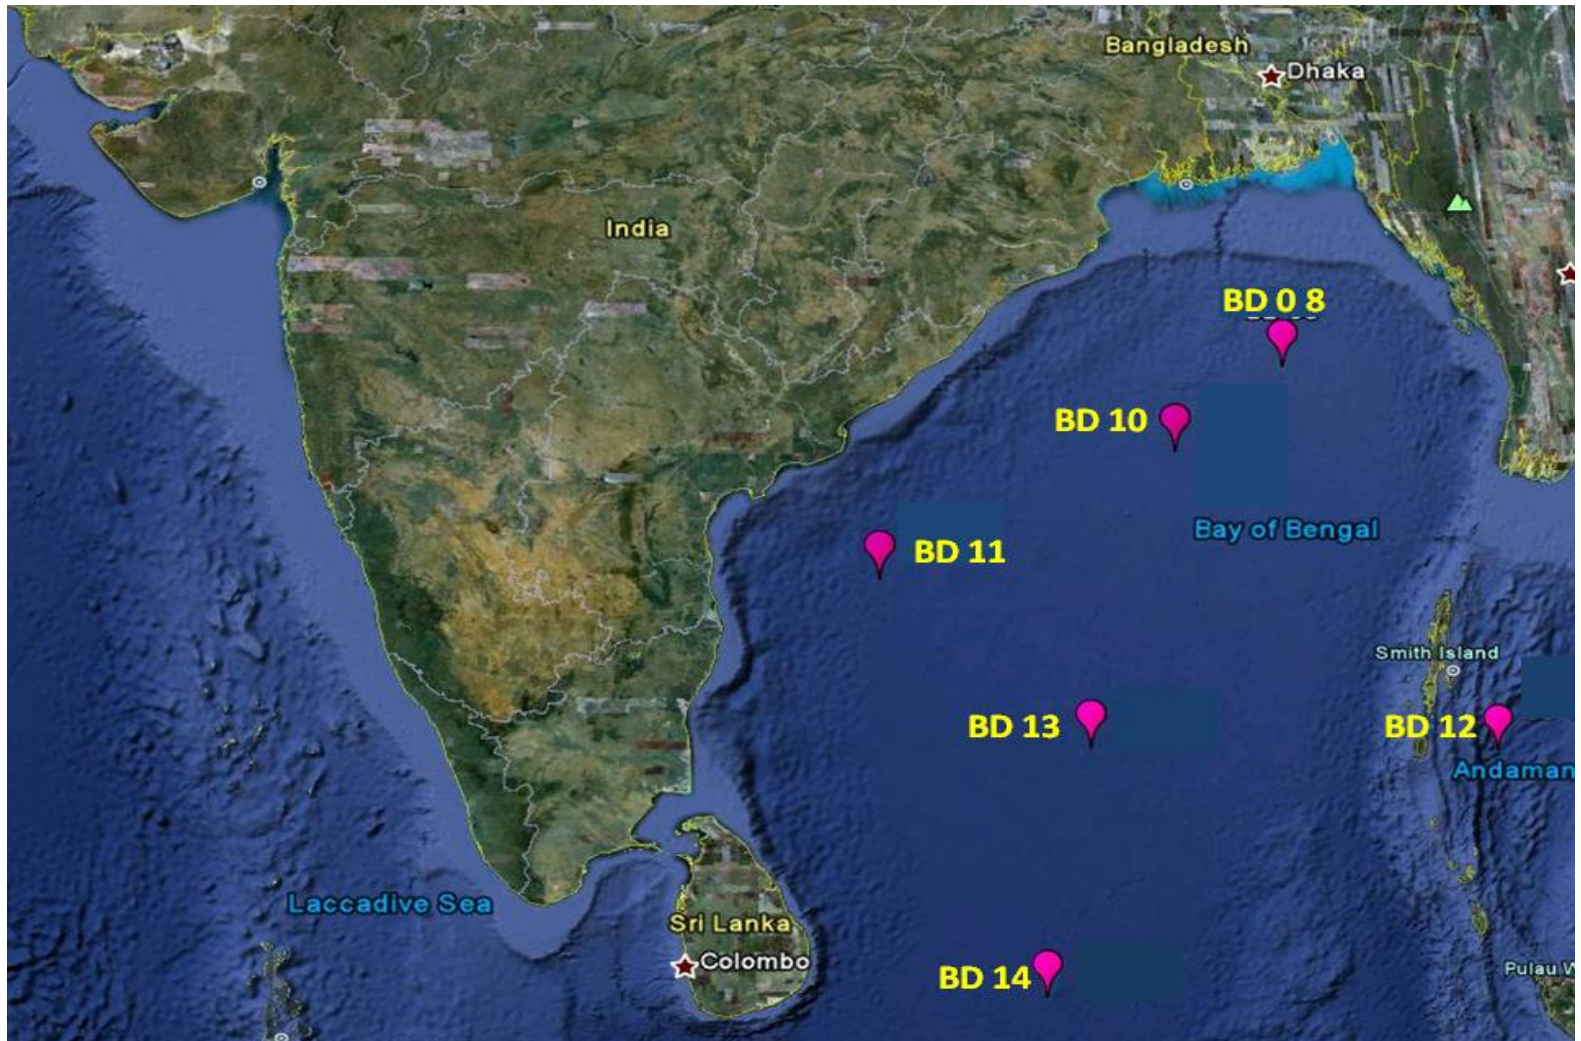 Bangladesh
Dhaka
India
BD 0 8
BD 10
Bay of Bengal
BD 11
Smith Island
BD 13
BD 12
Andaman
Laccadive Sea
Sri Lanka
Colombo
BD 14
Pulau W